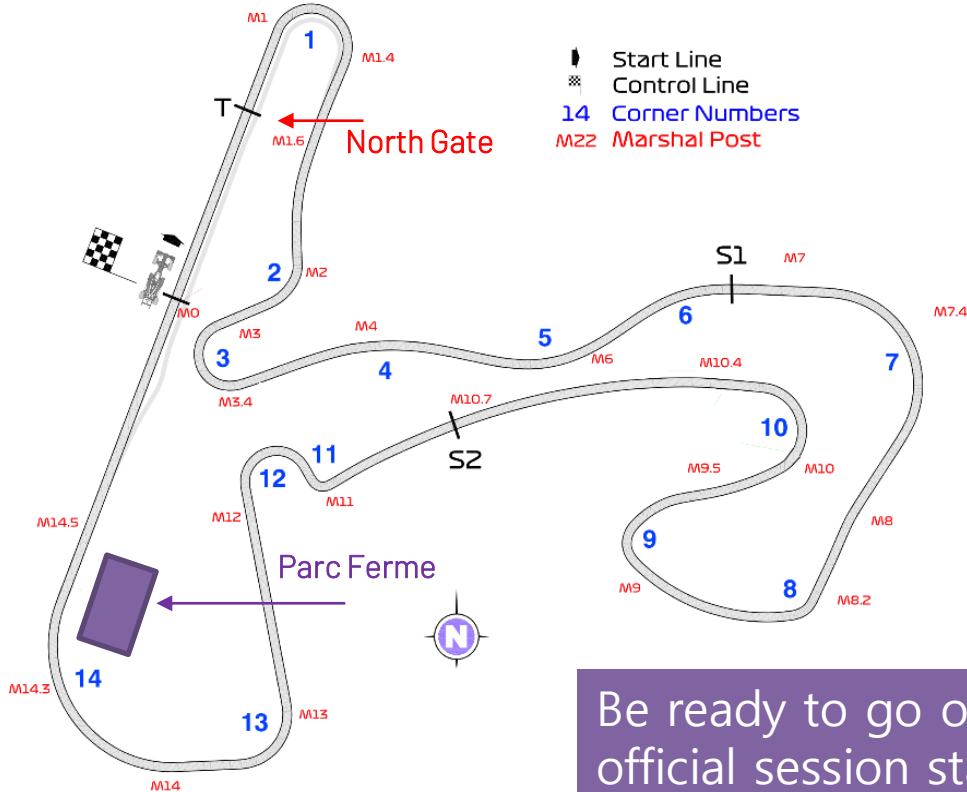 M1
1
M1.4
Start Line
Control Line
14 Corner Numbers
M22 Marshal Post
T
M1.6
North Gate
2
M2
M0
M3
3
M3.4
M4
4
5
M6
6
S1
M7
M7.4
7
M10.4
M10.7
S2
10
M10
M9.5
11
12
M11
M12
M14.5
9
M9
8
M8
M8.2
Parc Ferme
N
14
M14.3
13
M13
M14
Be ready to go o
official session sta